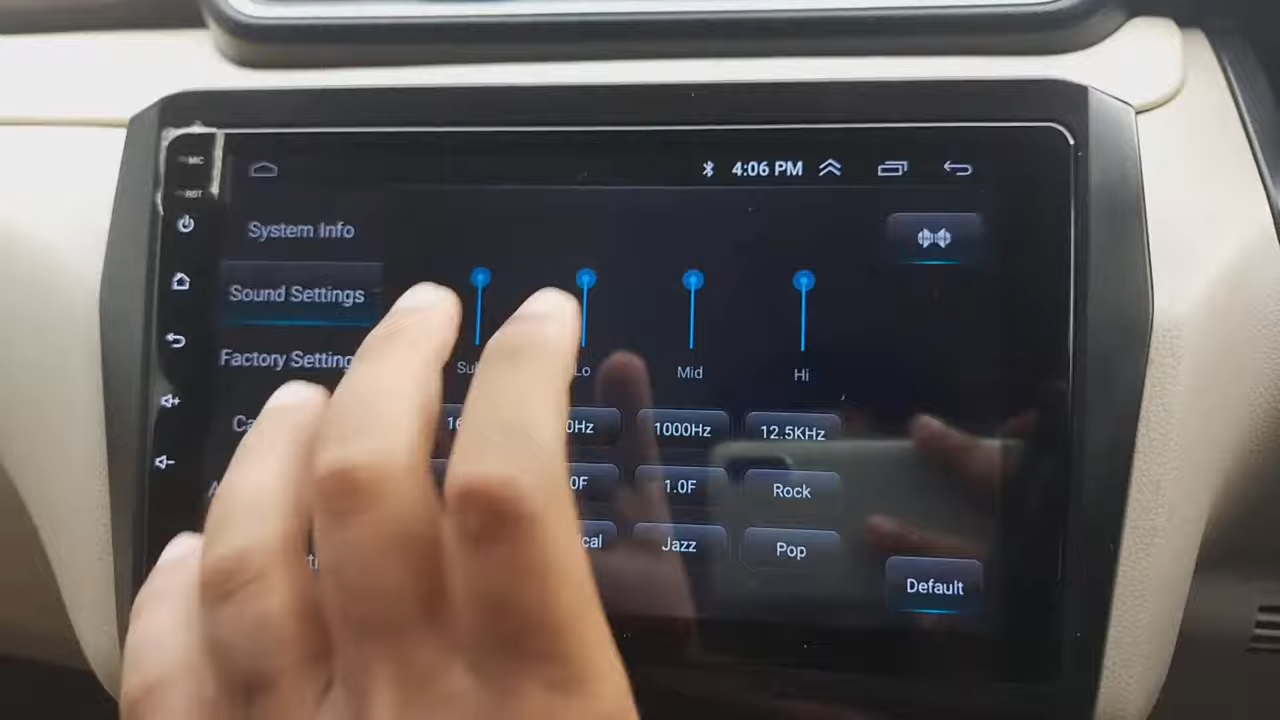 MIC
4:06 PM
RST
System Info
Sound Settings
Factory Setting
Su
Lo
Mid
Hi
Ca
16
0Hz
1000Hz
12.5KHz
0F
1.0F
Rock
cal
Jazz
Pop
Default